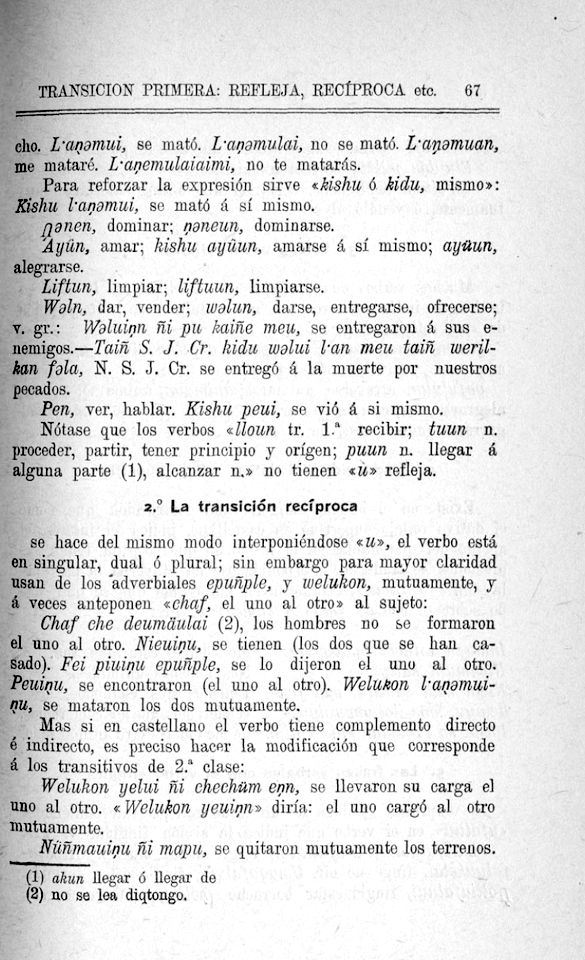 TRANSICION PRIMERA: REFLEJA, RECÍPROCA etc. 67
cho. L·aṇəmui, se mató. L·aṇəmulai, no se mató. L·aṇəmuan,
me mataré. L·aṇemulaiaimi, no te matarás.
Para reforzar la expresión sirve «kishu ó kidu, mismo»:
Kishu l·aṇəmui, se mató á sí mismo.
Ṇənen, dominar; ṇəneun, dominarse.
Ayün, amar; kishu ayüun, amarse á sí mismo; ayüun,
alegrarse.
Liftun, limpiar; liftuun, limpiarse.
Wəln, dar, vender; wəlun, darse, entregarse, ofrecerse;
v. gr.: Wəluiṇn ñi pu kaiñe meu, se entregaron á sus e-
nemigos.—Taiñ S. J. Cr. kidu wəlui l·an meu taiñ weril-
kan fəla, N. S. J. Cr. se entregó á la muerte por nuestros
pecados.
Pen, ver, hablar. Kishu peui, se vió á si mismo.
Nótase que los verbos «lloun tr. 1.ª recibir; tuun n.
proceder, partir, tener principio y orígen; puun n. llegar á
alguna parte (1), alcanzar n.» no tienen «ù» refleja.
2.º La transición recíproca
se hace del mismo modo interponiéndose «u», el verbo está
en singular, dual ó plural; sin embargo para mayor claridad
usan de los adverbiales epuñple, y welukon, mutuamente, y
á veces anteponen «chaf, el uno al otro» al sujeto:
Chaf che deumäulai (2), los hombres no se formaron
el uno al otro. Nieuiṇu, se tienen (los dos que se han ca-
sado). Fei piuiṇu epuñple, se lo dijeron el uno al otro.
Peuiṇu, se encontraron (el uno al otro). Welukon l·aṇəmui-
ṇu, se mataron los dos mutuamente.
Mas si en castellano el verbo tiene complemento directo
é indirecto, es preciso hacer la modificación que corresponde
á los transitivos de 2.ª clase:
Welukon yelui ñi chechüm eṇn, se llevaron su carga el
uno al otro. «Welukon yeuiṇn» diría: el uno cargó al otro
mutuamente.
Nüñmauiṇu ñi mapu, se quitaron mutuamente los terrenos.
(1) akun llegar ó llegar de
(2) no se lea diqtongo.